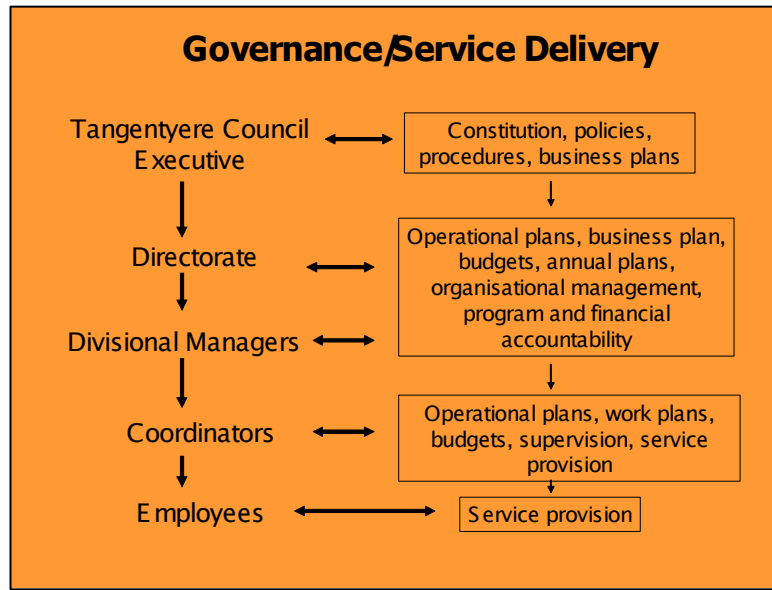 Governance/Service Delivery
Tangentyere Council
Executive
Constitution, policies,
procedures, business plans
Directorate
Operational plans, business plan,
budgets, annual plans,
organisational management,
program and financial
accountability
Divisional Managers
Coordinators
Operational plans, work plans,
budgets, supervision, service
provision
Employees
Service provision